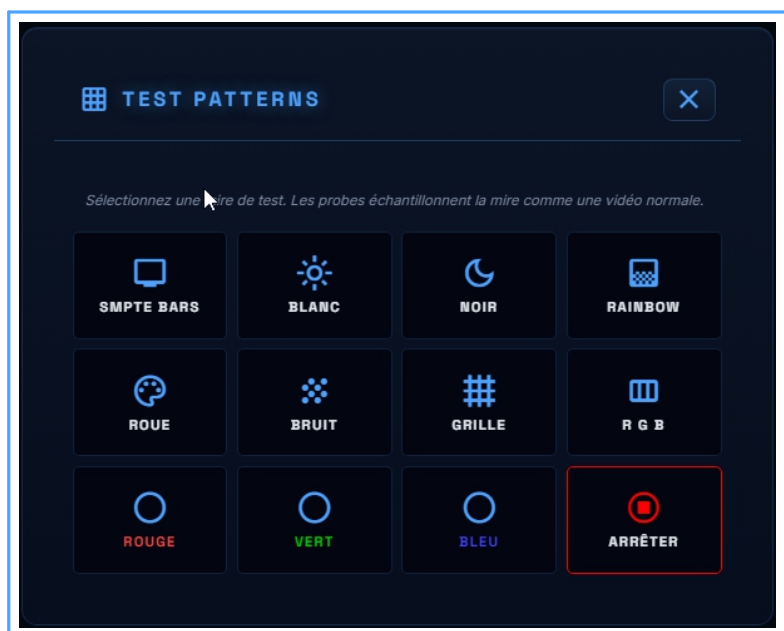 TEST PATTERNS
Sélectionnez une ire de test. Les probes échantillonnent la mire comme une vidéo normale.
SMPTE BARS
BLANC
NOIR
RAINBOW
ROUE
BRUIT
GRILLE
R G B
ROUGE
VERT
BLEU
ARRÊTER